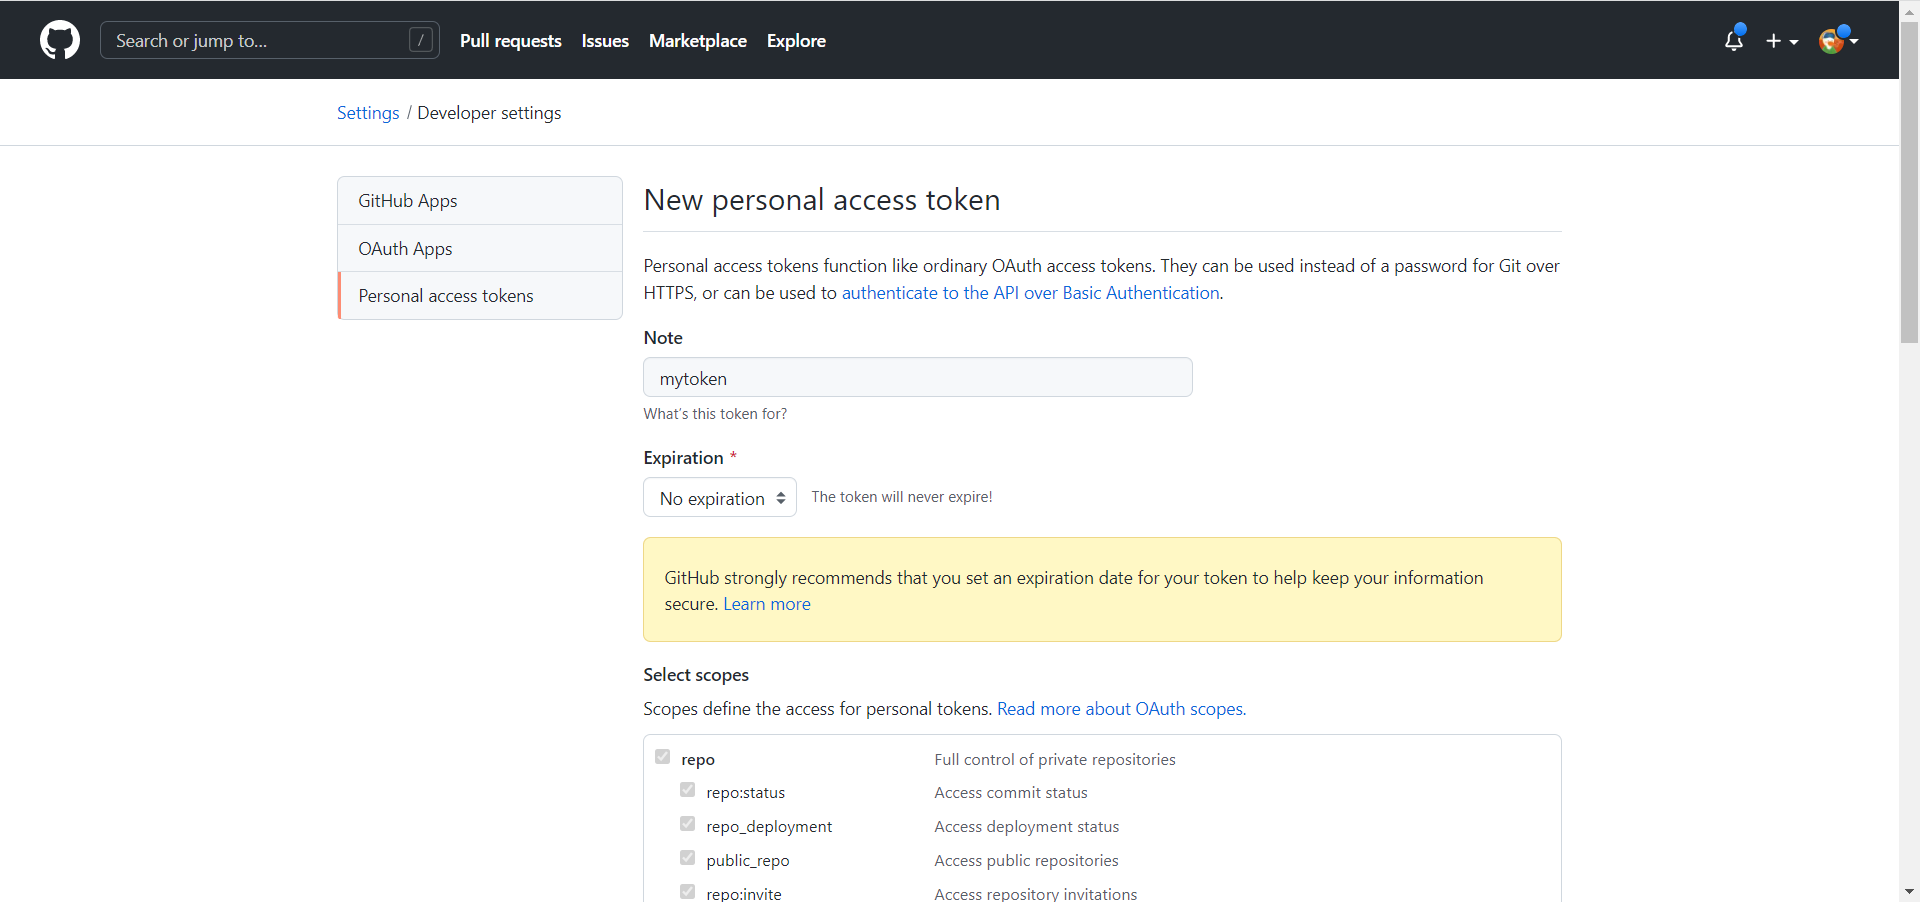 Search or jump to...
/
Pull requests
Issues
Marketplace
Explore
Settings / Developer settings
GitHub Apps
OAuth Apps
Personal access tokens
New personal access token
Personal access tokens function like ordinary OAuth access tokens. They can be used instead of a password for Git over
HTTPS, or can be used to authenticate to the API over Basic Authentication.
Note
mytoken
What's this token for?
Expiration *
No expiration
The token will never expire!
GitHub strongly recommends that you set an expiration date for your token to help keep your information
secure. Learn more
Select scopes
Scopes define the access for personal tokens. Read more about OAuth scopes.
repo Full control of private repositories
repo:status Access commit status
repo_deployment Access deployment status
public_repo Access public repositories
repo:invite Access repository invitations